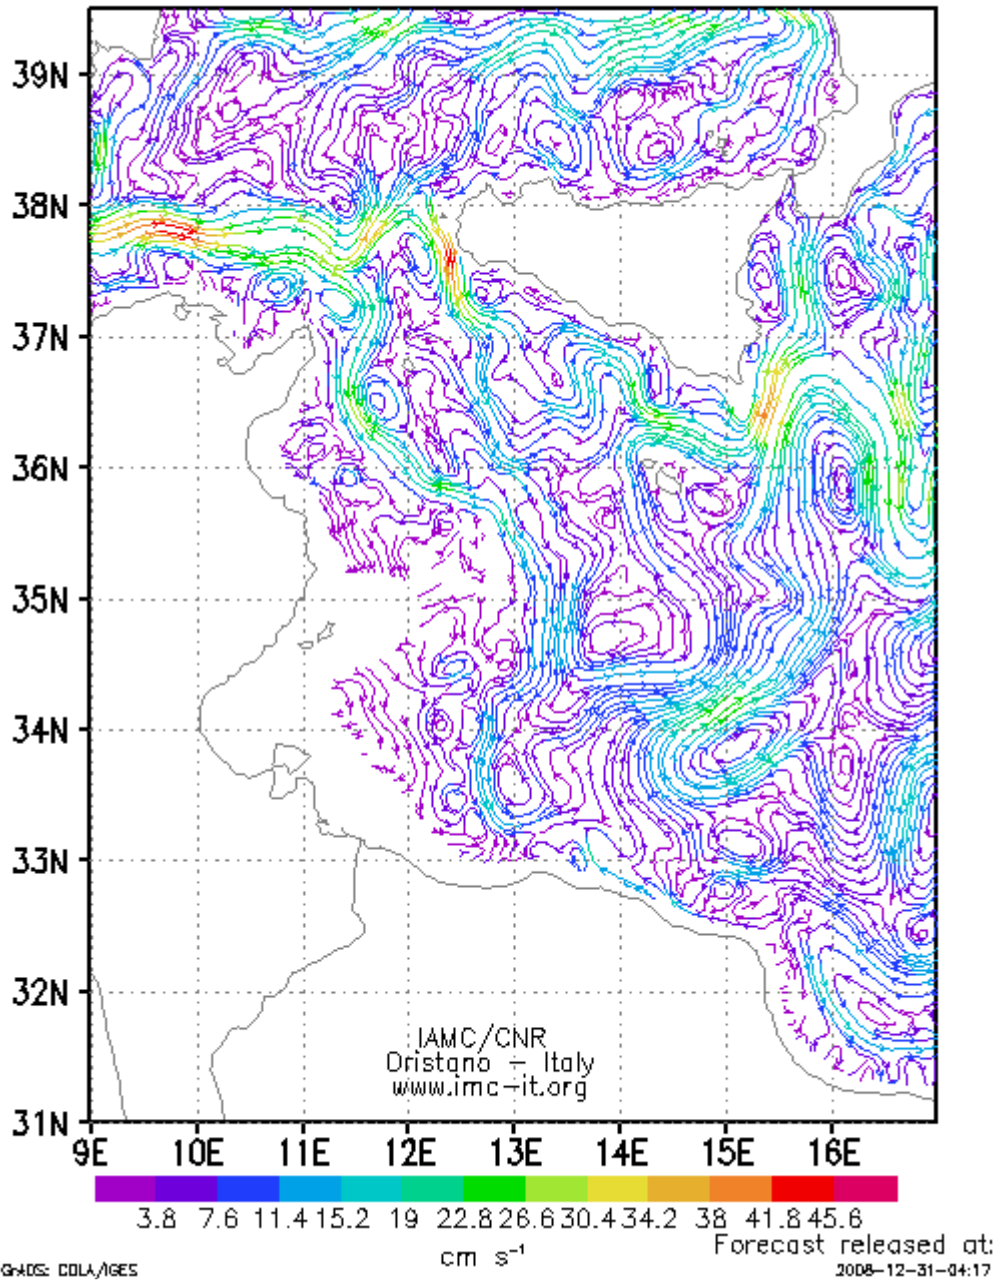 39N
38N
37N
36N
35N
34N
33N
32N
31N
IAMC/CNR
Oristano – Italy
www.imc-it.org
9E 10E 11E 12E 13E 14E 15E 16E
3.8 7.6 11.4 15.2 19 22.8 26.6 30.4 34.2 38 41.8 45.6
cm s⁻¹
Forecast released at:
GrADS: COLA/IGES
2008-12-31-04:17